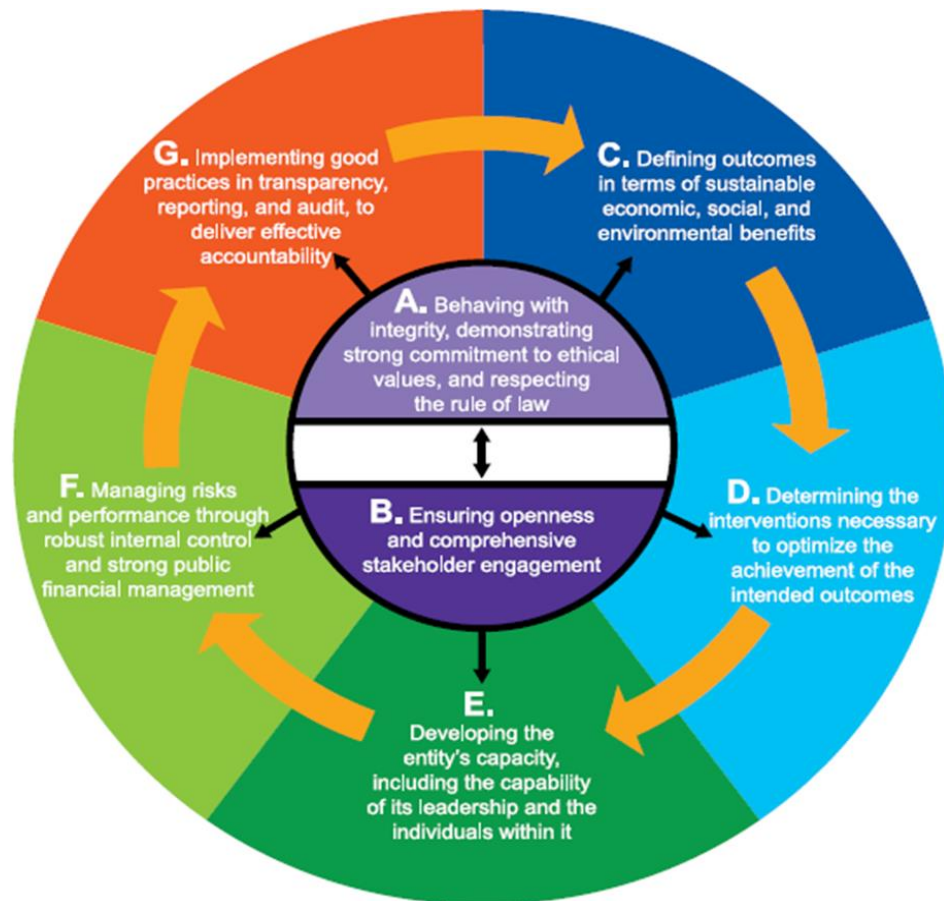 G. Implementing good
practices in transparency,
reporting, and audit, to
deliver effective
accountability
C. Defining outcomes
in terms of sustainable
economic, social, and
environmental benefits
A. Behaving with
integrity, demonstrating
strong commitment to ethical
values, and respecting
the rule of law
B. Ensuring openness
and comprehensive
stakeholder engagement
D. Determining the
interventions necessary
to optimize the
achievement of the
intended outcomes
E.
Developing the
entity's capacity,
including the capability
of its leadership and the
individuals within it
F. Managing risks
and performance through
robust internal control
and strong public
financial management